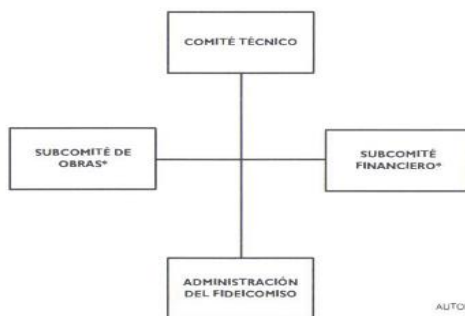 COMITÉ TÉCNICO
SUBCOMITÉ DE
OBRAS*
SUBCOMITÉ
FINANCIERO*
ADMINISTRACIÓN
DEL FIDEICOMISO